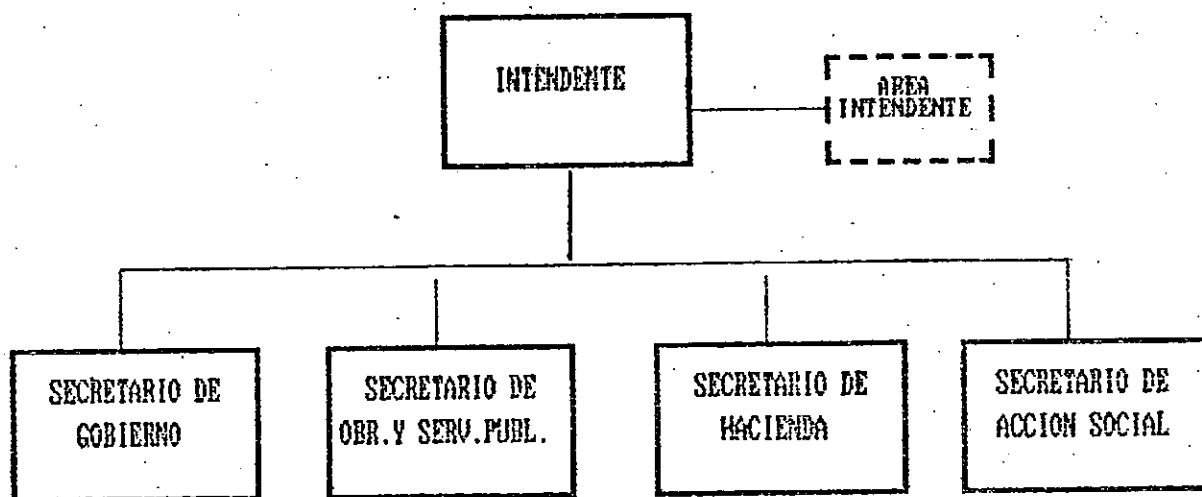 INTENDENTE
AREA
INTENDENTE
SECRETARIO DE
GOBIERNO
SECRETARIO DE
OBR.Y SERV.PUBL.
SECRETARIO DE
HACIENDA
SECRETARIO DE
ACCION SOCIAL